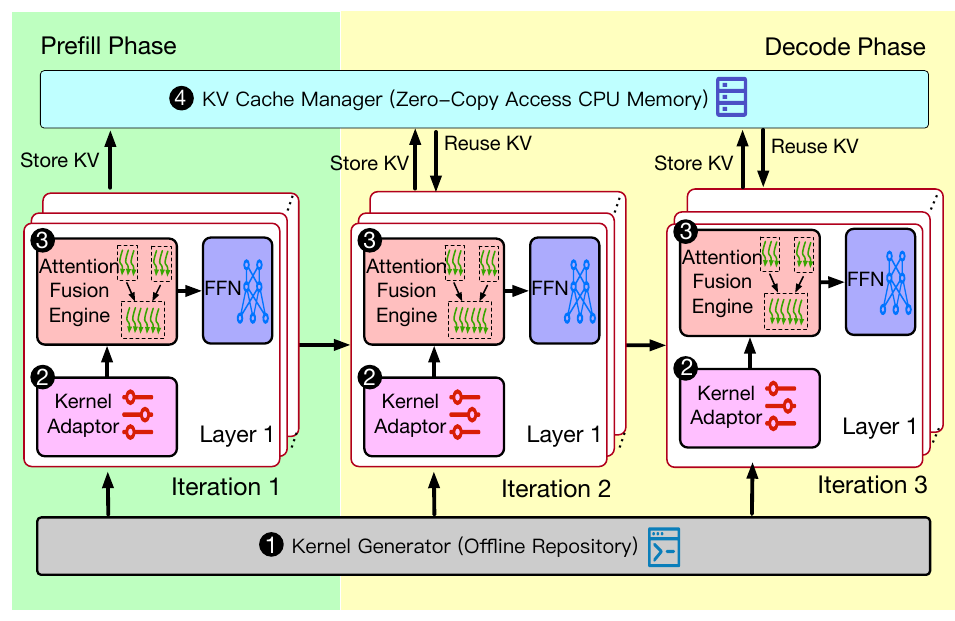 Prefill Phase
Decode Phase
4 KV Cache Manager (Zero-Copy Access CPU Memory)
Store KV
Store KV
Reuse KV
Store KV
Reuse KV
3
Attention
Fusion
Engine
FFN
2
Kernel
Adaptor
Layer 1
Iteration 1
3
Attention
Fusion
Engine
FFN
2
Kernel
Adaptor
Layer 1
Iteration 2
3
Attention
Fusion
Engine
FFN
2
Kernel
Adaptor
Layer 1
Iteration 3
1 Kernel Generator (Offline Repository)